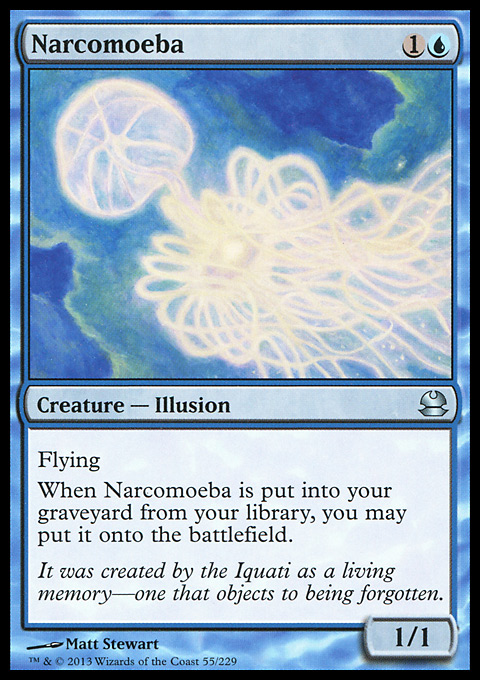 Narcomoeba
1
Creature — Illusion
Flying
When Narcomoeba is put into your
graveyard from your library, you may
put it onto the battlefield.
It was created by the Iquati as a living
memory—one that objects to being forgotten.
Matt Stewart
1/1
™ & © 2013 Wizards of the Coast 55/229